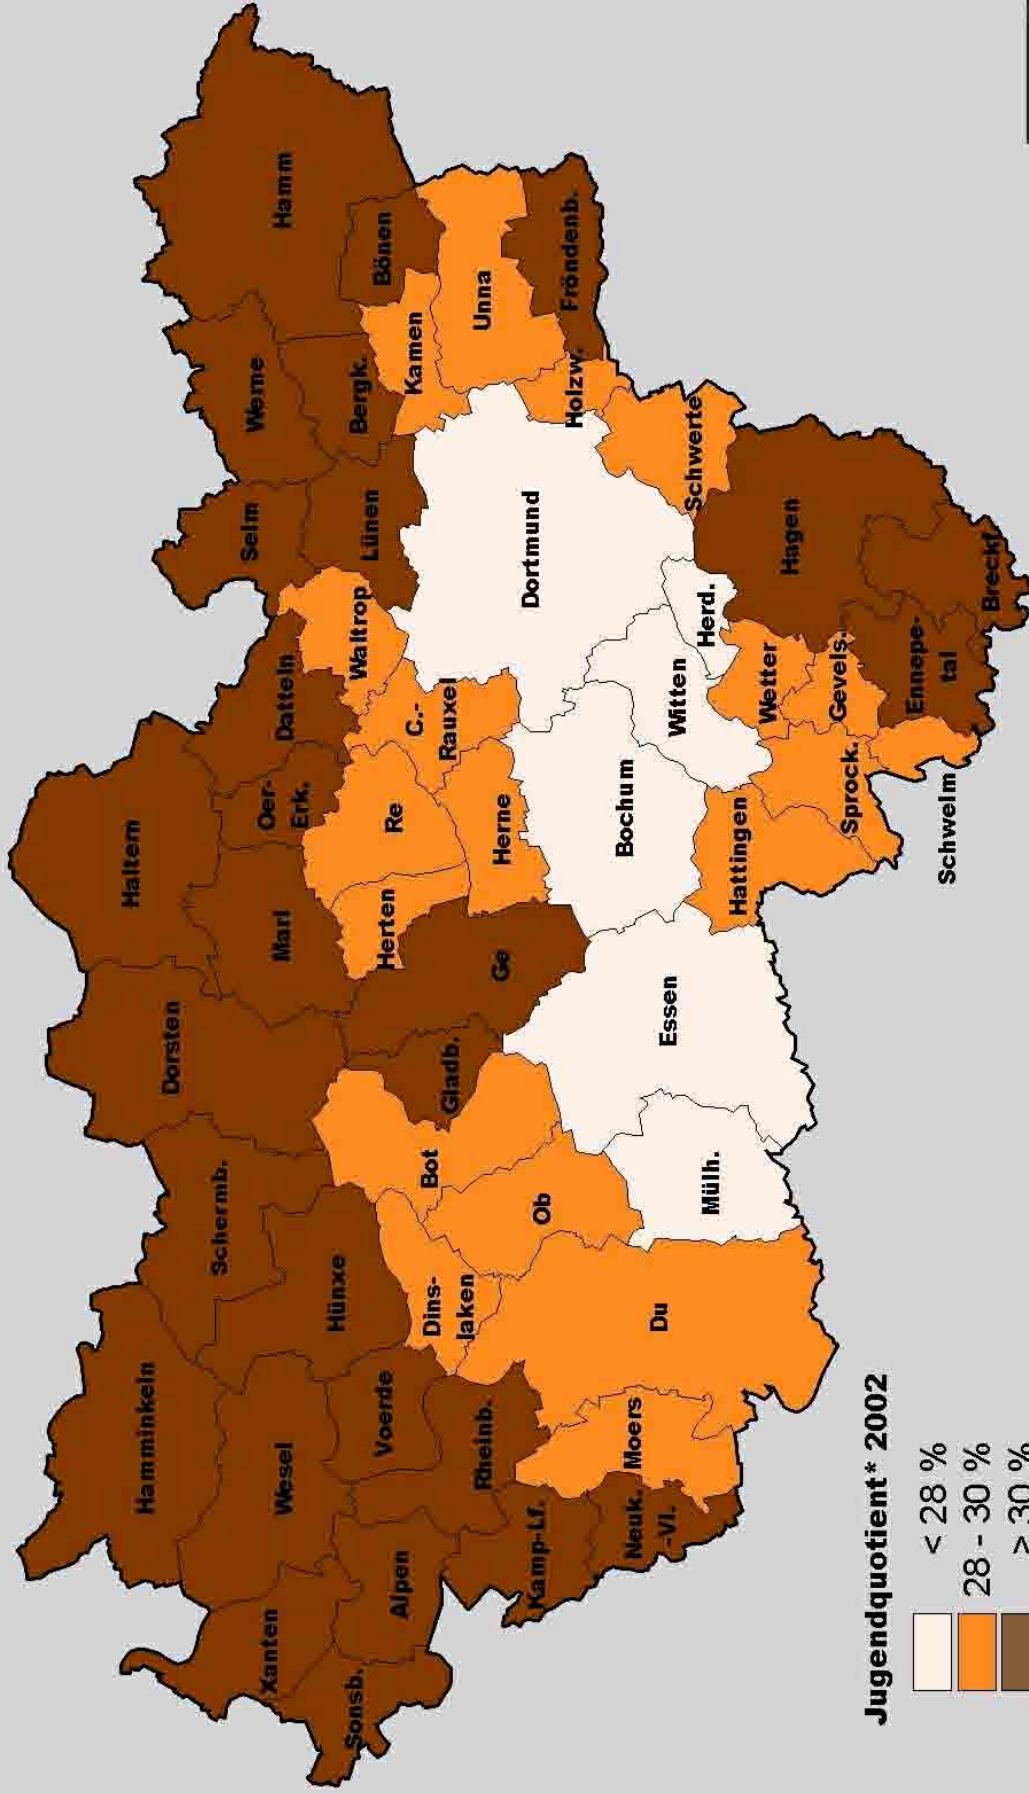 Hamm
Werne
Selm
Bönen
Bergk.
Lünen
Kamen
Unna
Fröndenb.
Holzw.
Schwerte
Dortmund
Haltern
Datteln
Waltrop
Oer-
Erk.
Marl
Dorsten
C.-
Rauxel
Re
Herne
Herten
Ge
Gladb.
Bochum
Witten
Herd.
Hagen
Wetter
Gevels.
Ennepe-
tal
Breckf.
Sprock.
Schwelm
Hattingen
Essen
Mülh.
Bot
Ob
Du
Dins-
laken
Schermb.
Hünxe
Hamminkeln
Wesel
Voerde
Rheinb.
Moers
Neuk.
-Vl.
Kamp-Lf.
Alpen
Xanten
Sonsb.
Jugendquotient* 2002
< 28 %
28 - 30 %
> 30 %